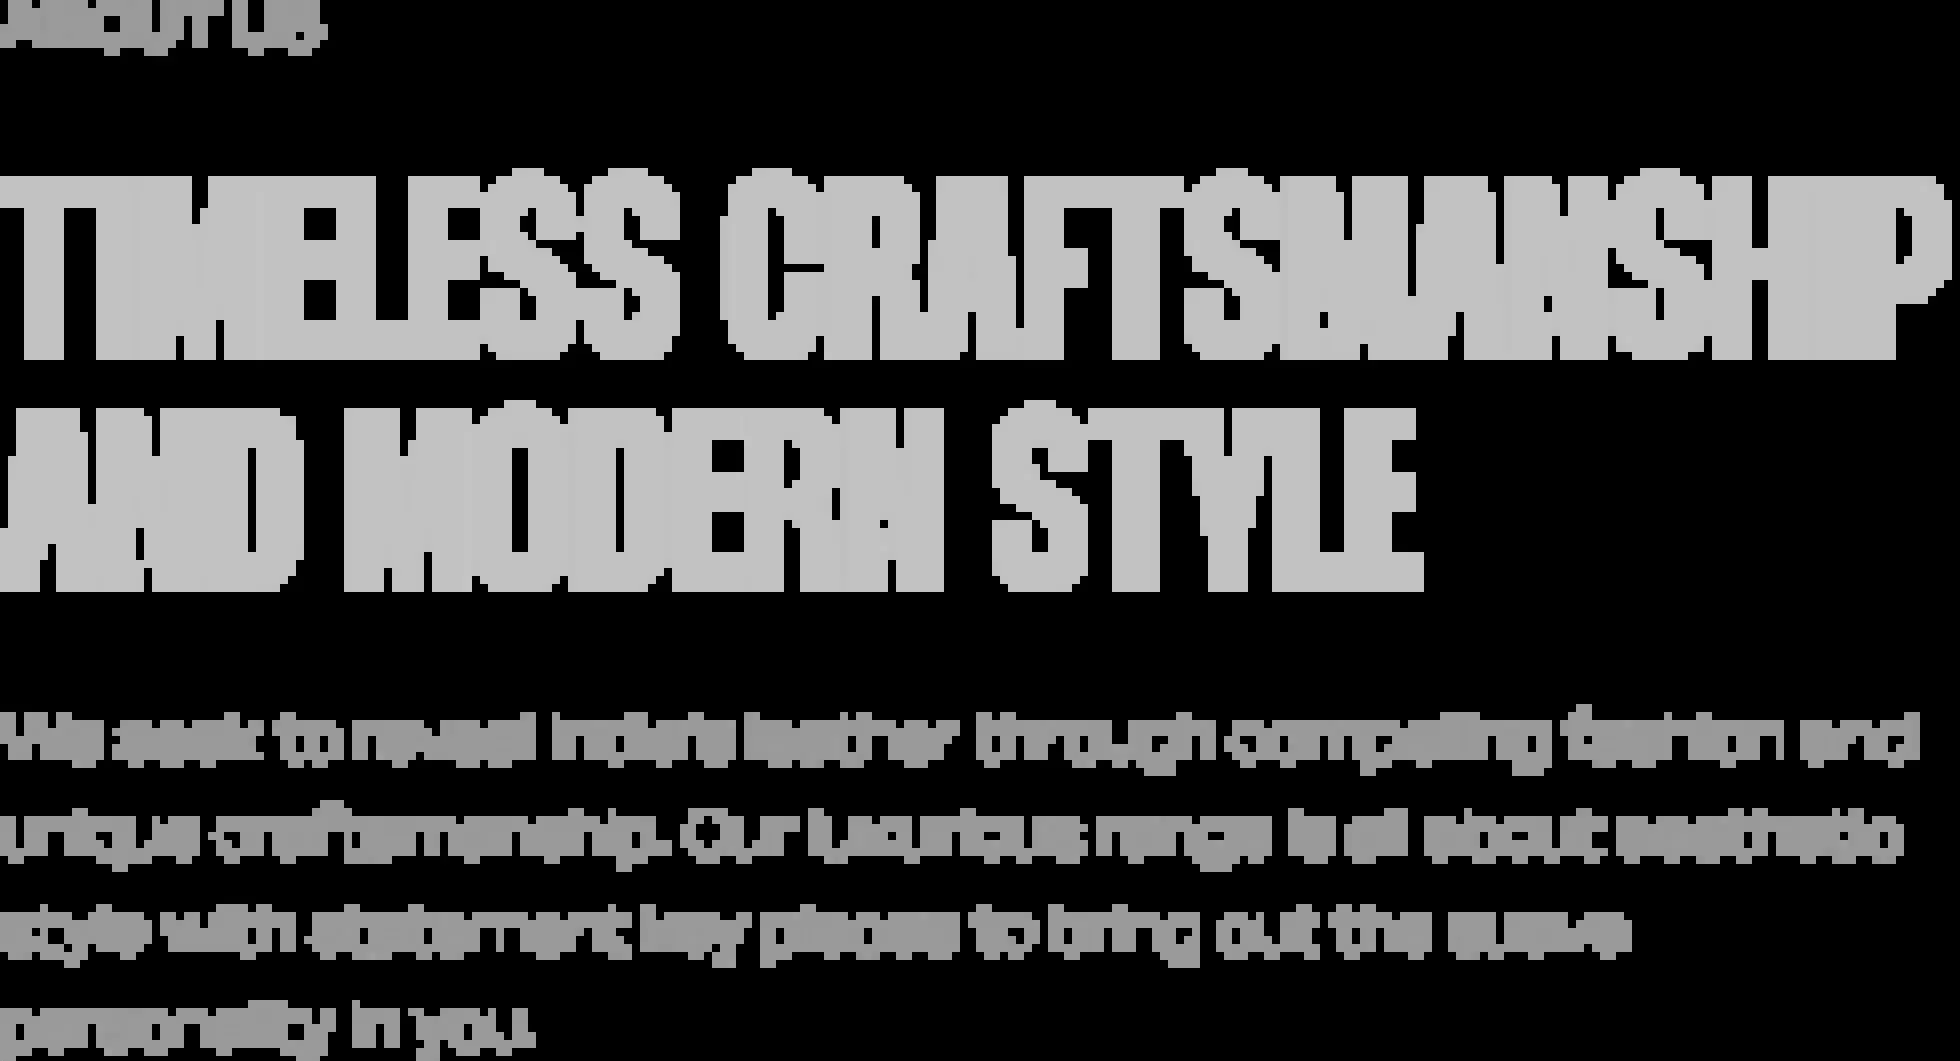 ABOUT US
TIMELESS CRAFTSMANSHIP
AND MODERN STYLE
We seek to reveal leather through compelling fashion and
unique craftsmanship. Our luxurious range is all about aesthetic
style with statement key pieces to bring out the suave
personality in you.